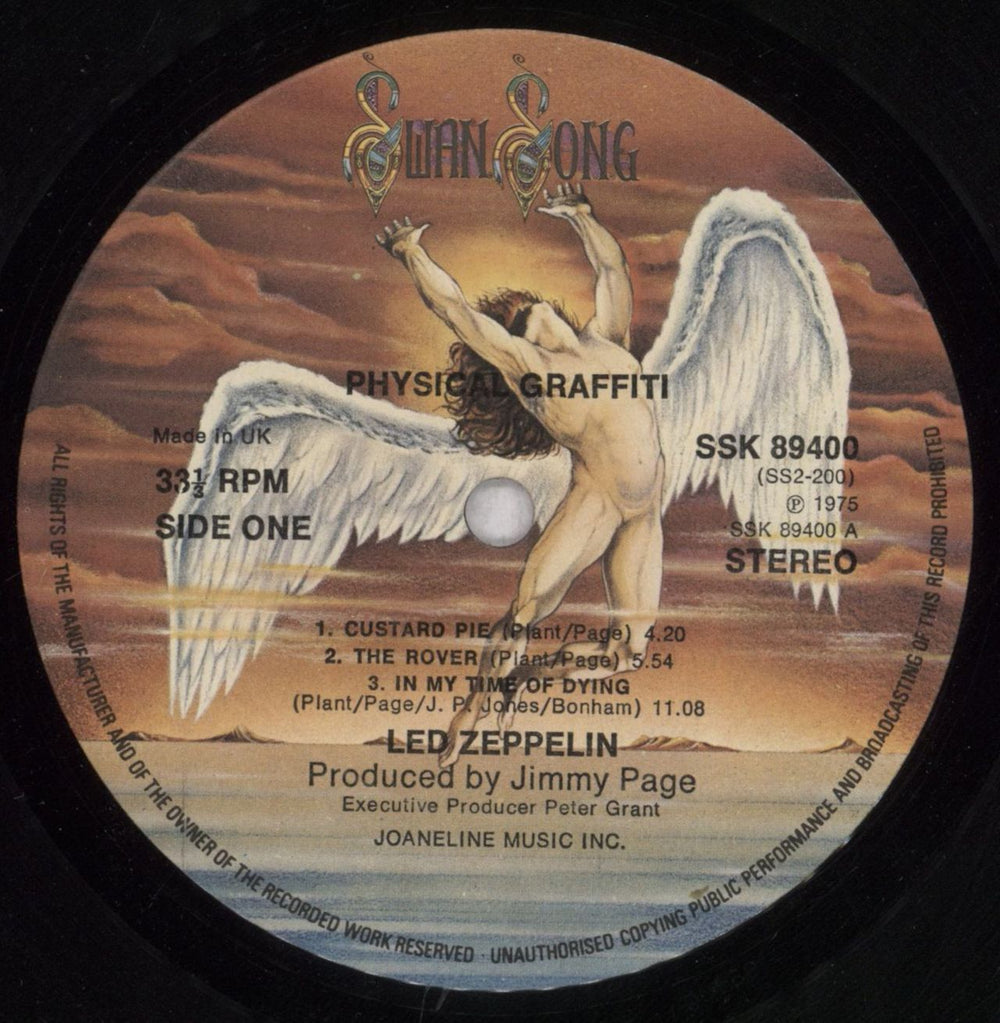 SWAN SONG
PHYSICAL GRAFFITI
Made in UK
33⅓ RPM
SIDE ONE
SSK 89400
(SS2-200)
℗ 1975
SSK 89400 A
STEREO
1. CUSTARD PIE (Plant/Page) 4.20
2. THE ROVER (Plant/Page) 5.54
3. IN MY TIME OF DYING
(Plant/Page/J. P. Jones/Bonham) 11.08
LED ZEPPELIN
Produced by Jimmy Page
Executive Producer Peter Grant
JOANELINE MUSIC INC.
ALL RIGHTS OF THE MANUFACTURER AND OF THE OWNER OF THE RECORDED WORK RESERVED · UNAUTHORISED COPYING PUBLIC PERFORMANCE AND BROADCASTING OF THIS RECORD PROHIBITED